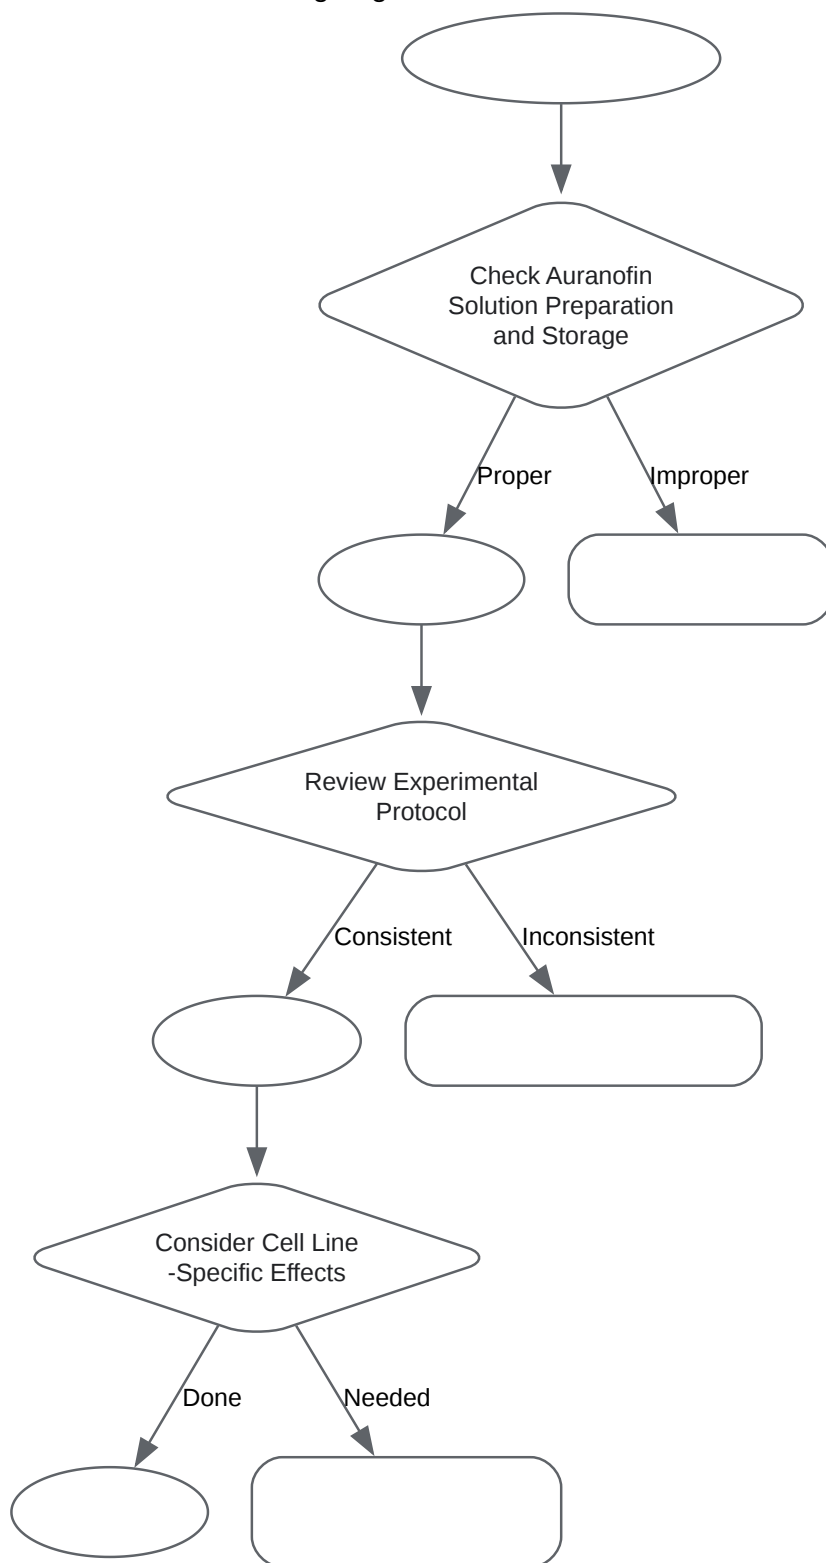 Check Auranofin
Solution Preparation
and Storage
Proper
Improper
Review Experimental
Protocol
Consistent
Inconsistent
Consider Cell Line
-Specific Effects
Done
Needed